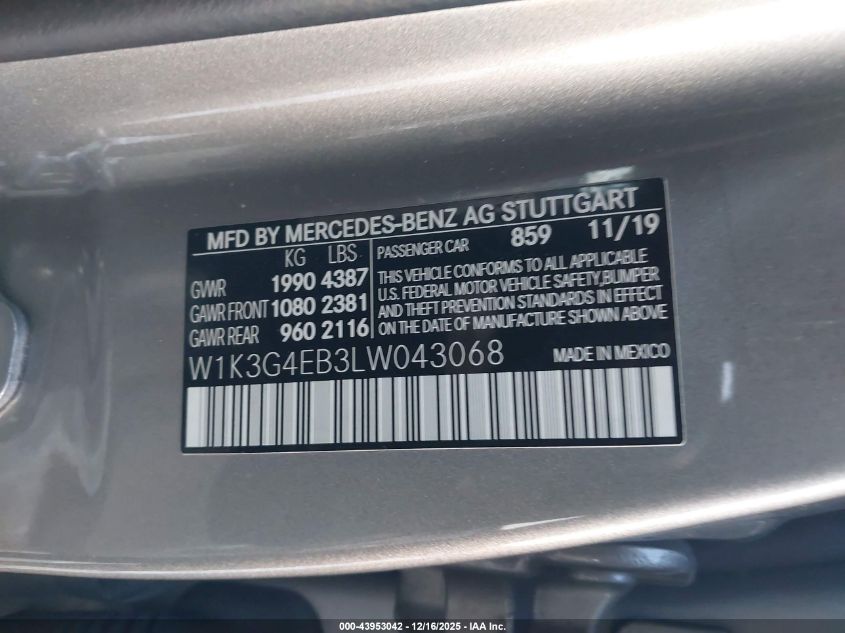 MFD BY MERCEDES-BENZ AG STUTTGART
KG LBS
GVWR 1990 4387
GAWR FRONT 1080 2381
GAWR REAR 960 2116
PASSENGER CAR 859 11/19
THIS VEHICLE CONFORMS TO ALL APPLICABLE
U.S. FEDERAL MOTOR VEHICLE SAFETY, BUMPER
AND THEFT PREVENTION STANDARDS IN EFFECT
ON THE DATE OF MANUFACTURE SHOWN ABOVE.
W1K3G4EB3LW043068 MADE IN MEXICO
000-43953042 - 12/16/2025 - IAA Inc.